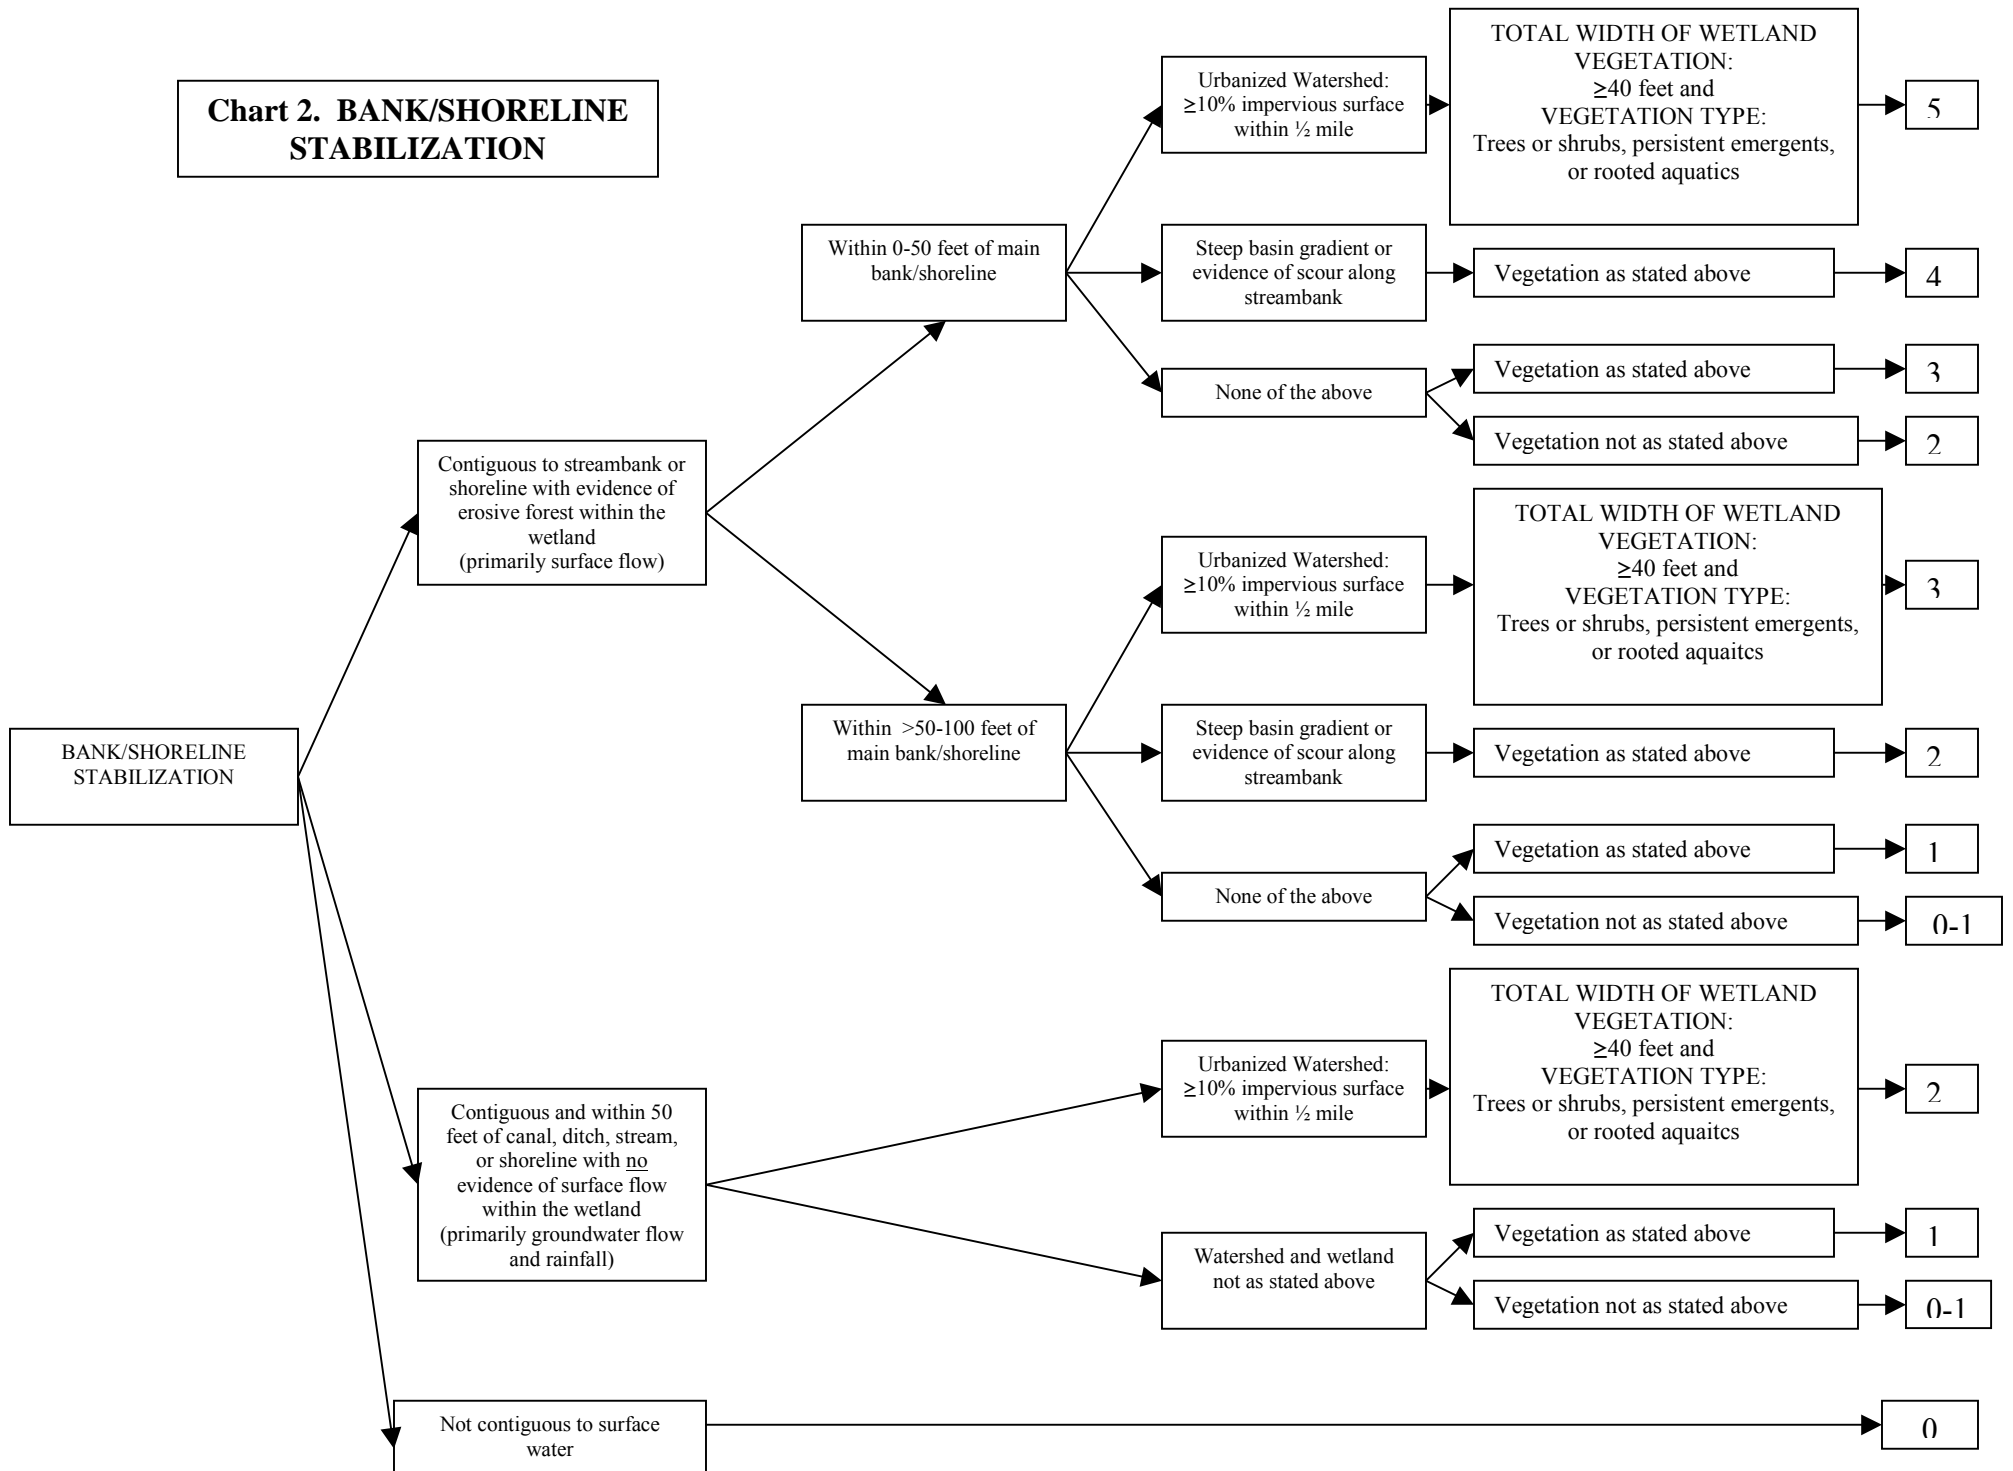 Chart 2.  BANK/SHORELINE
STABILIZATION
BANK/SHORELINE
STABILIZATION
Contiguous to streambank or
shoreline with evidence of
erosive forest within the
wetland
(primarily surface flow)
Within 0-50 feet of main
bank/shoreline
Urbanized Watershed:
≥10% impervious surface
within ½ mile
TOTAL WIDTH OF WETLAND
VEGETATION:
≥40 feet and
VEGETATION TYPE:
Trees or shrubs, persistent emergents,
or rooted aquatics
5
Steep basin gradient or
evidence of scour along
streambank
Vegetation as stated above
4
None of the above
Vegetation as stated above
3
Vegetation not as stated above
2
Within  >50-100 feet of
main bank/shoreline
Urbanized Watershed:
≥10% impervious surface
within ½ mile
TOTAL WIDTH OF WETLAND
VEGETATION:
≥40 feet and
VEGETATION TYPE:
Trees or shrubs, persistent emergents,
or rooted aquaitcs
3
Steep basin gradient or
evidence of scour along
streambank
Vegetation as stated above
2
None of the above
Vegetation as stated above
1
Vegetation not as stated above
0-1
Contiguous and within 50
feet of canal, ditch, stream,
or shoreline with no
evidence of surface flow
within the wetland
(primarily groundwater flow
and rainfall)
Urbanized Watershed:
≥10% impervious surface
within ½ mile
TOTAL WIDTH OF WETLAND
VEGETATION:
≥40 feet and
VEGETATION TYPE:
Trees or shrubs, persistent emergents,
or rooted aquaitcs
2
Watershed and wetland
not as stated above
Vegetation as stated above
1
Vegetation not as stated above
0-1
Not contiguous to surface
water
0